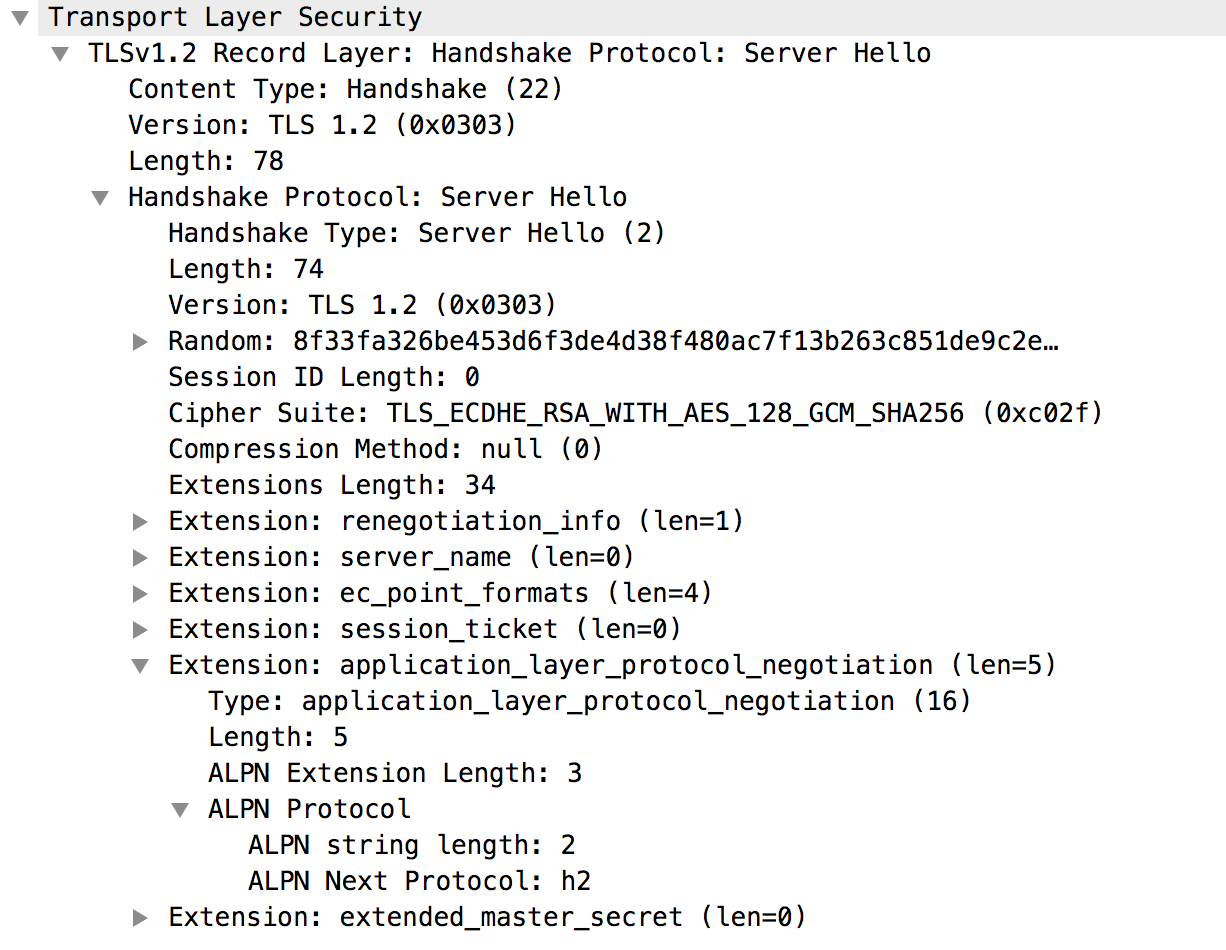 Transport Layer Security
TLSv1.2 Record Layer: Handshake Protocol: Server Hello
Content Type: Handshake (22)
Version: TLS 1.2 (0x0303)
Length: 78
Handshake Protocol: Server Hello
Handshake Type: Server Hello (2)
Length: 74
Version: TLS 1.2 (0x0303)
Random: 8f33fa326be453d6f3de4d38f480ac7f13b263c851de9c2e…
Session ID Length: 0
Cipher Suite: TLS_ECDHE_RSA_WITH_AES_128_GCM_SHA256 (0xc02f)
Compression Method: null (0)
Extensions Length: 34
Extension: renegotiation_info (len=1)
Extension: server_name (len=0)
Extension: ec_point_formats (len=4)
Extension: session_ticket (len=0)
Extension: application_layer_protocol_negotiation (len=5)
Type: application_layer_protocol_negotiation (16)
Length: 5
ALPN Extension Length: 3
ALPN Protocol
ALPN string length: 2
ALPN Next Protocol: h2
Extension: extended_master_secret (len=0)